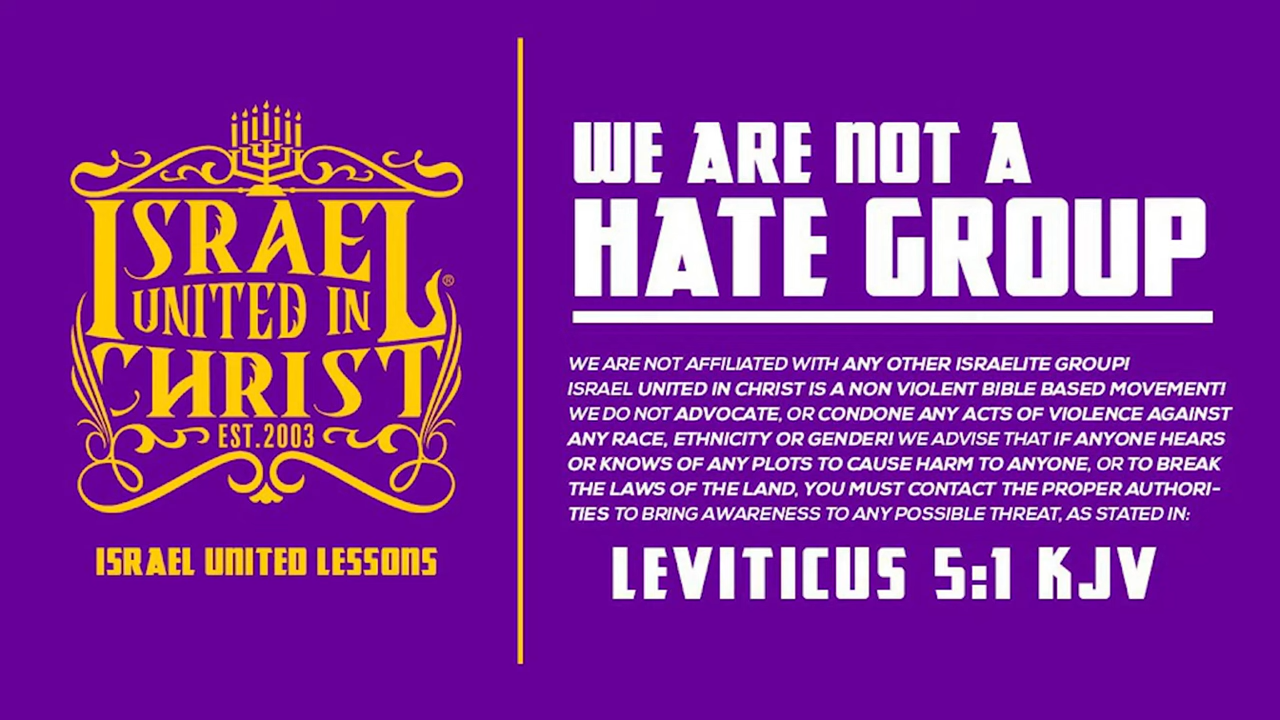 ISRAEL
UNITED IN
CHRIST
®
EST.2003
ISRAEL UNITED LESSONS
WE ARE NOT A
HATE GROUP
WE ARE NOT AFFILIATED WITH ANY OTHER ISRAELITE GROUP!
ISRAEL UNITED IN CHRIST IS A NON VIOLENT BIBLE BASED MOVEMENT!
WE DO NOT ADVOCATE, OR CONDONE ANY ACTS OF VIOLENCE AGAINST
ANY RACE, ETHNICITY OR GENDER! WE ADVISE THAT IF ANYONE HEARS
OR KNOWS OF ANY PLOTS TO CAUSE HARM TO ANYONE, OR TO BREAK
THE LAWS OF THE LAND, YOU MUST CONTACT THE PROPER AUTHORI-
TIES TO BRING AWARENESS TO ANY POSSIBLE THREAT, AS STATED IN:
LEVITICUS 5:1 KJV